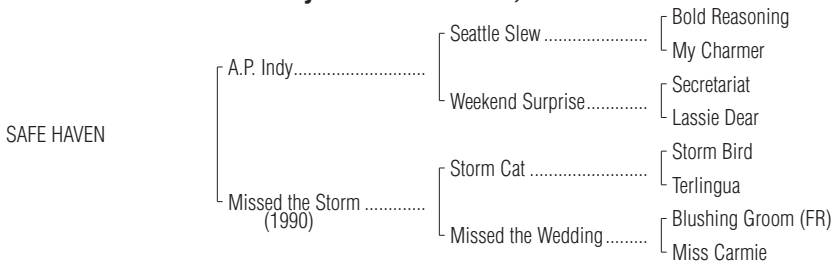 Bold Reasoning
Seattle Slew ......................
My Charmer
A.P. Indy...........................
Secretariat
Weekend Surprise.............
Lassie Dear
SAFE HAVEN
Storm Bird
Storm Cat .........................
Terlingua
Missed the Storm .............
(1990)
Blushing Groom (FR)
Missed the Wedding.........
Miss Carmie